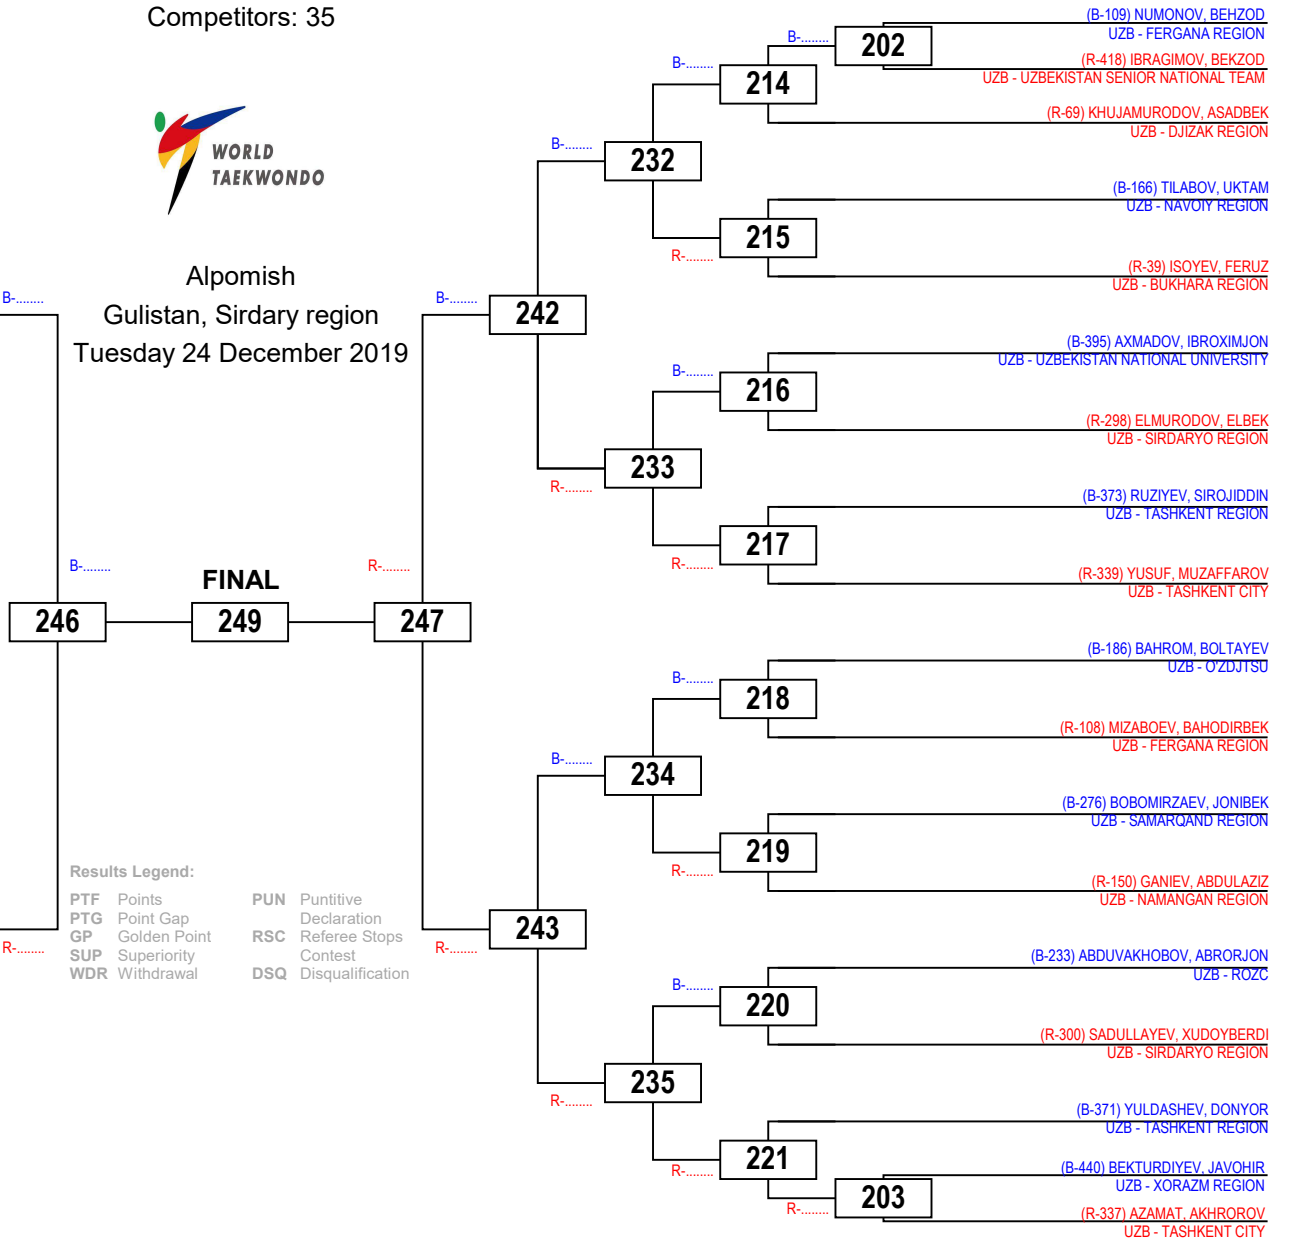 Competitors: 35
WORLD
TAEKWONDO
Alpomish
Gulistan, Sirdary region
Tuesday 24 December 2019
B-........
R-........
B-........
246
FINAL
249
R-........
247
B-........
242
R-........
243
B-........
232
R-........
233
B-........
234
R-........
235
B-........
214
R-........
215
B-........
216
R-........
217
B-........
218
R-........
219
B-........
220
R-........
221
B-........
202
R-........
203
(B-109) NUMONOV, BEHZOD
UZB - FERGANA REGION
(R-418) IBRAGIMOV, BEKZOD
UZB - UZBEKISTAN SENIOR NATIONAL TEAM
(R-69) KHUJAMURODOV, ASADBEK
UZB - DJIZAK REGION
(B-166) TILABOV, UKTAM
UZB - NAVOIY REGION
(R-39) ISOYEV, FERUZ
UZB - BUKHARA REGION
(B-395) AXMADOV, IBROXIMJON
UZB - UZBEKISTAN NATIONAL UNIVERSITY
(R-298) ELMURODOV, ELBEK
UZB - SIRDARYO REGION
(B-373) RUZIYEV, SIROJIDDIN
UZB - TASHKENT REGION
(R-339) YUSUF, MUZAFFAROV
UZB - TASHKENT CITY
(B-186) BAHROM, BOLTAYEV
UZB - O'ZDJTSU
(R-108) MIZABOEV, BAHODIRBEK
UZB - FERGANA REGION
(B-276) BOBOMIRZAEV, JONIBEK
UZB - SAMARQAND REGION
(R-150) GANIEV, ABDULAZIZ
UZB - NAMANGAN REGION
(B-233) ABDUVAKHOBOV, ABRORJON
UZB - ROZC
(R-300) SADULLAYEV, XUDOYBERDI
UZB - SIRDARYO REGION
(B-371) YULDASHEV, DONYOR
UZB - TASHKENT REGION
(B-440) BEKTURDIYEV, JAVOHIR
UZB - XORAZM REGION
(R-337) AZAMAT, AKHROROV
UZB - TASHKENT CITY
Results Legend:
PTF Points
PTG Point Gap
GP Golden Point
SUP Superiority
WDR Withdrawal
PUN Puntitive
Declaration
RSC Referee Stops
Contest
DSQ Disqualification